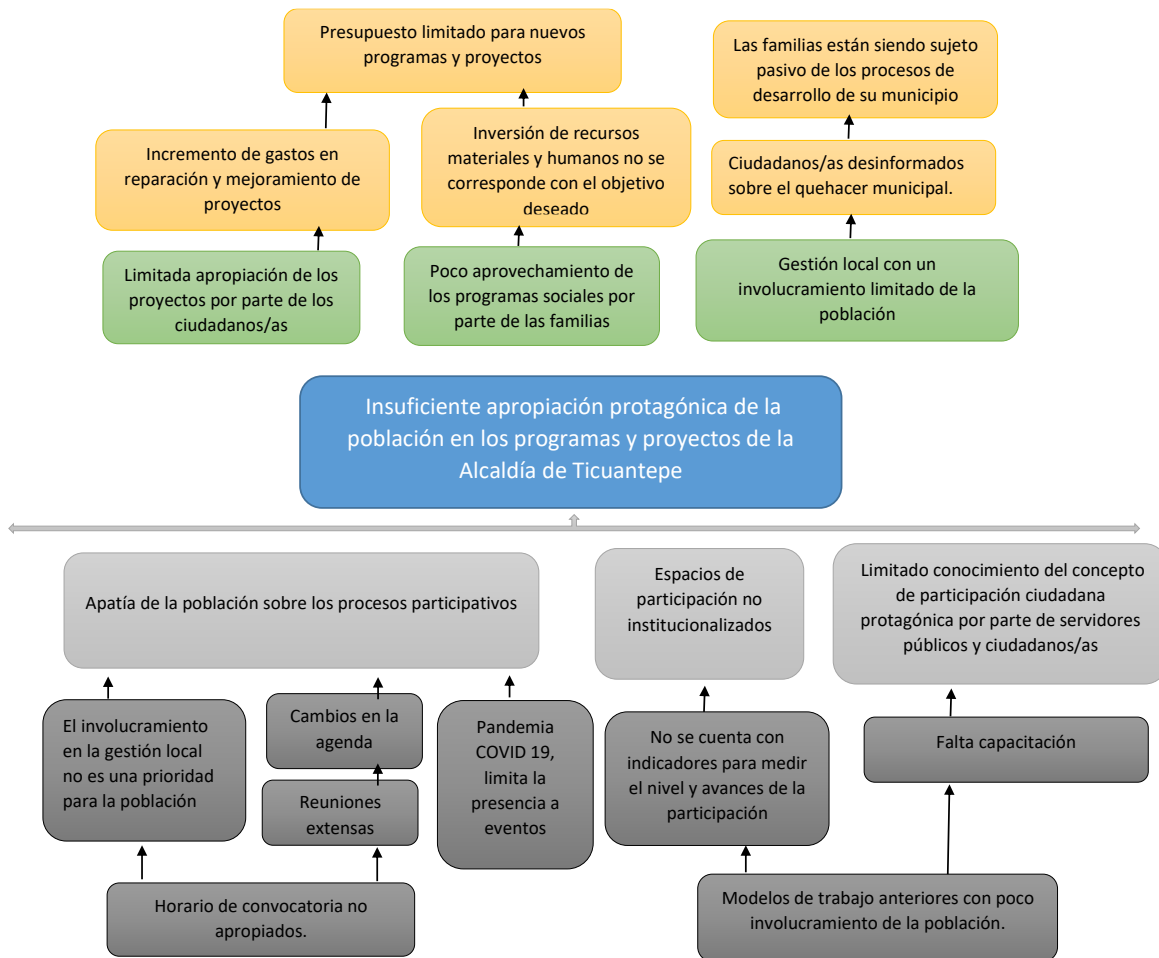 Presupuesto limitado para nuevos
programas y proyectos
Las familias están siendo sujeto
pasivo de los procesos de
desarrollo de su municipio
Incremento de gastos en
reparación y mejoramiento de
proyectos
Inversión de recursos
materiales y humanos no se
corresponde con el objetivo
deseado
Ciudadanos/as desinformados
sobre el quehacer municipal.
Limitada apropiación de los
proyectos por parte de los
ciudadanos/as
Poco aprovechamiento de
los programas sociales por
parte de las familias
Gestión local con un
involucramiento limitado de la
población
Insuficiente apropiación protagónica de la
población en los programas y proyectos de la
Alcaldía de Ticuantepe
Apatía de la población sobre los procesos participativos
Espacios de
participación no
institucionalizados
Limitado conocimiento del concepto
de participación ciudadana
protagónica por parte de servidores
públicos y ciudadanos/as
El involucramiento
en la gestión local
no es una prioridad
para la población
Cambios en la
agenda
Reuniones
extensas
Pandemia
COVID 19,
limita la
presencia a
eventos
No se cuenta con
indicadores para medir
el nivel y avances de la
participación
Falta capacitación
Horario de convocatoria no
apropiados.
Modelos de trabajo anteriores con poco
involucramiento de la población.